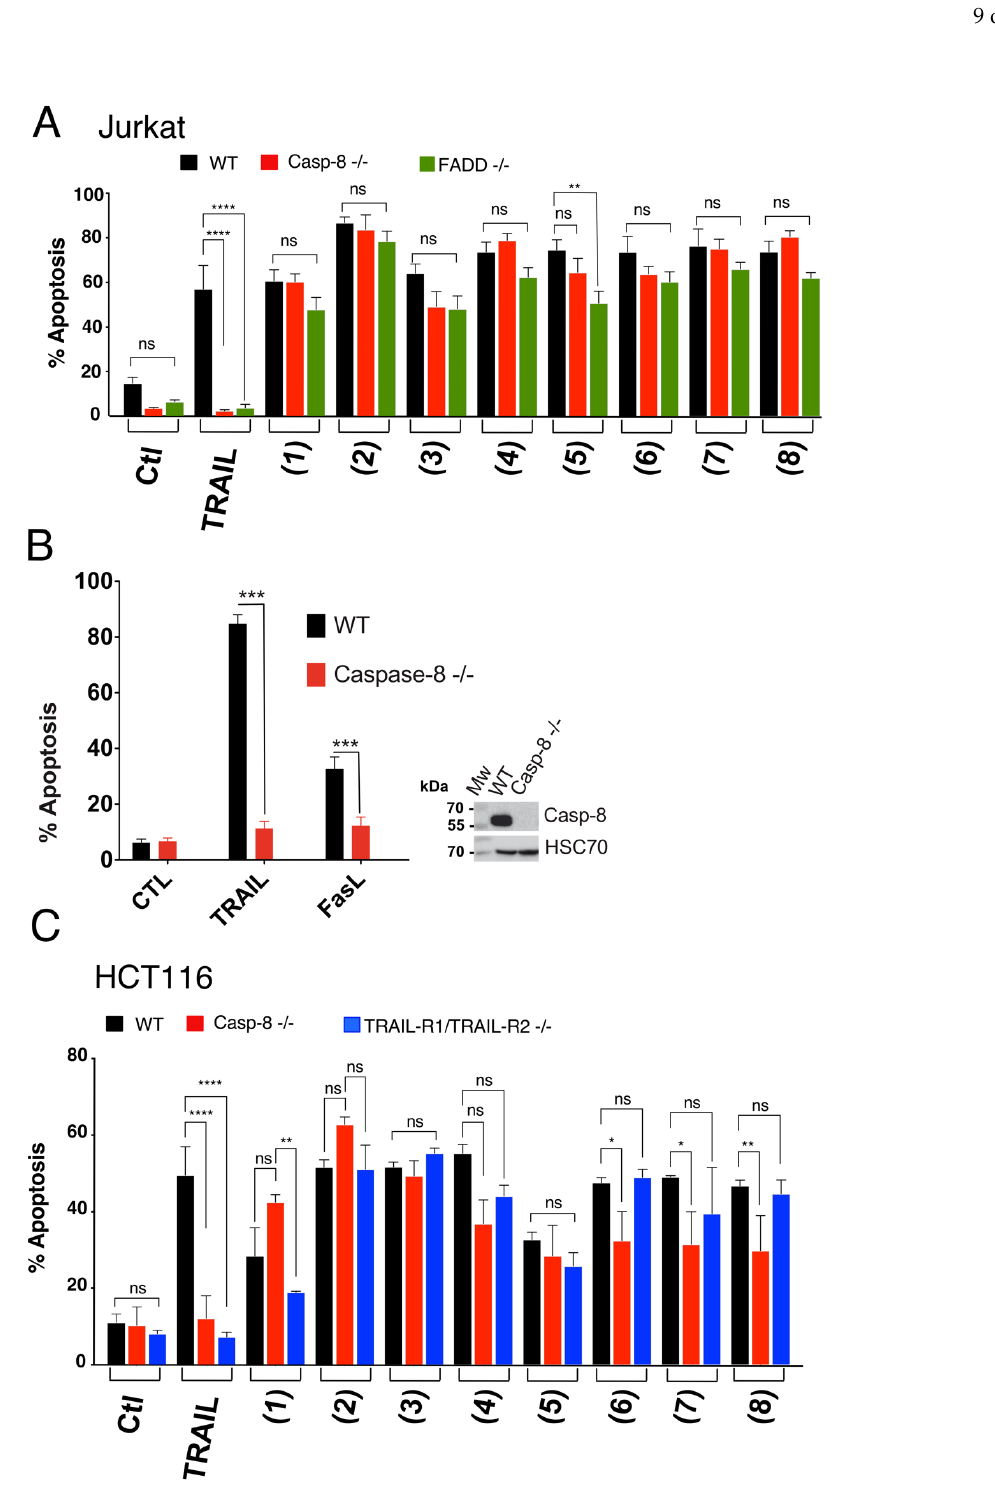 9 c
A Jurkat
WT Casp-8 -/- FADD -/-
% Apoptosis
100
80
60
40
20
0
ns
****
****
ns
ns
ns
ns
ns
**
ns
ns
ns
Ctl TRAIL (1) (2) (3) (4) (5) (6) (7) (8)
B
% Apoptosis
100
80
60
40
20
0
***
***
WT
Caspase-8 -/-
CTL TRAIL FasL
kDa Mw WT Casp-8 -/-
70
55
Casp-8
70
HSC70
C
HCT116
WT Casp-8 -/- TRAIL-R1/TRAIL-R2 -/-
% Apoptosis
80
60
40
20
0
ns
****
****
ns
**
ns
ns
ns
ns
ns
ns
ns
*
ns
*
ns
**
Ctl TRAIL (1) (2) (3) (4) (5) (6) (7) (8)